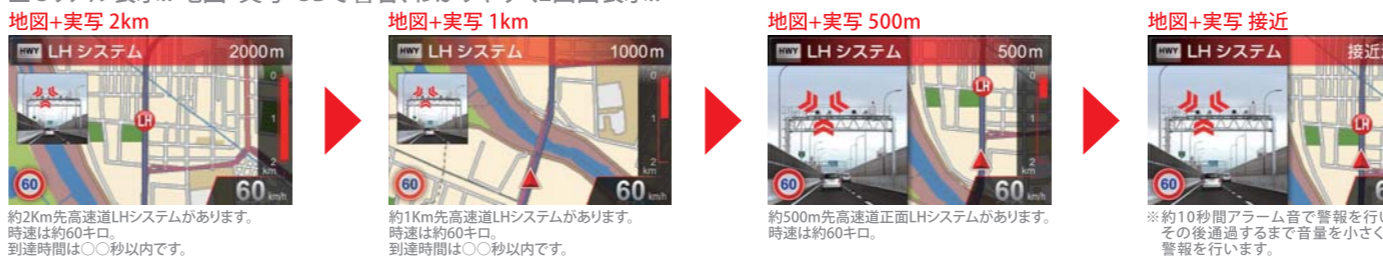 地図+実写 2km
HWY LH システム 2000m
0
1
2
km
LH
60
60 km/h
約2Km先高速道LHシステムがあります。
時速は約60キロ。
到達時間は○○秒以内です。
地図+実写 1km
HWY LH システム 1000m
0
1
2
km
60
60 km/h
約1Km先高速道LHシステムがあります。
時速は約60キロ。
到達時間は○○秒以内です。
地図+実写 500m
HWY LH システム 500m
0
1
2
km
LH
60
60 km/h
約500m先高速道正面LHシステムがあります。
時速は約60キロ。
地図+実写 接近
HWY LH システム 接近
LH
60
※約10秒間アラーム音で警報を行い
その後通過するまで音量を小さく
警報を行います。